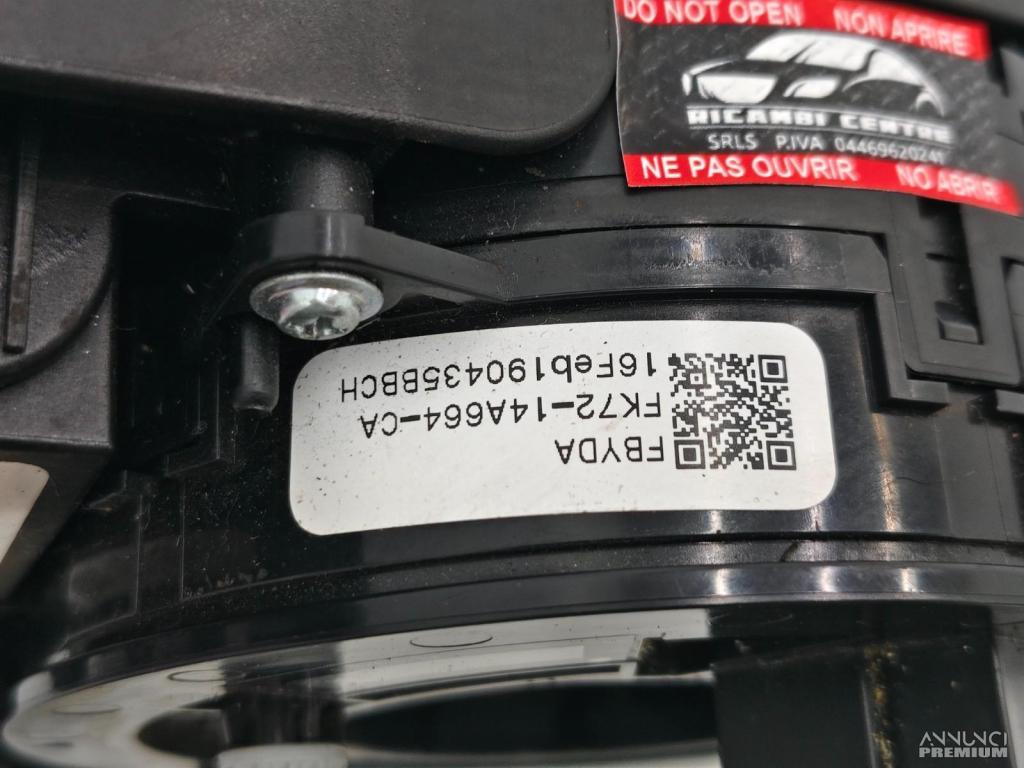 DO NOT OPEN NON APRIRE
RICAMBI CENTRE
SRLS P.IVA 04469620241
NE PAS OUVRIR NO ABRIR
FBYDA
FK72-14A664-CA
16Feb190435BBCH
ANNUNCI
PREMIUM